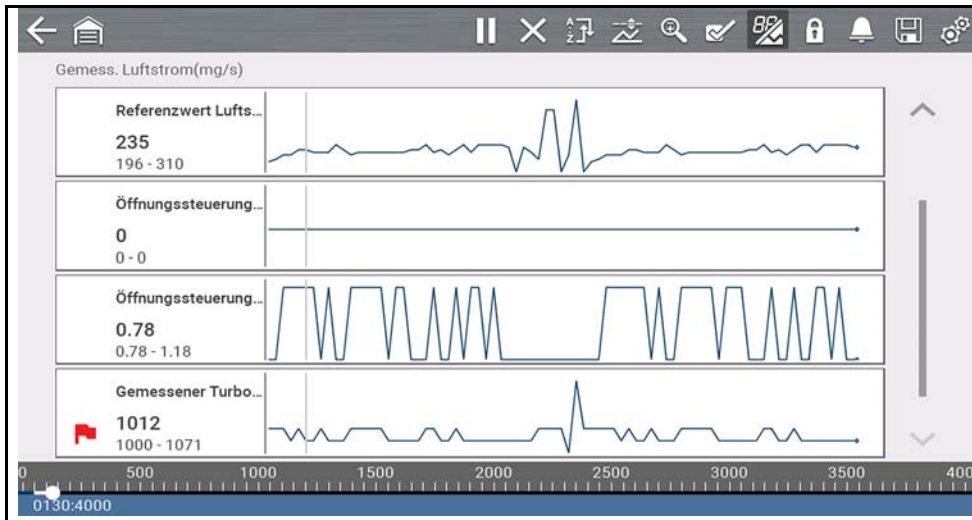 Gemess. Luftstrom(mg/s)
Referenzwert Lufts...
235
196 - 310
Öffnungssteuerung...
0
0 - 0
Öffnungssteuerung...
0.78
0.78 - 1.18
Gemessener Turbo...
1012
1000 - 1071
0 500 1000 1500 2000 2500 3000 3500 400
0130:4000